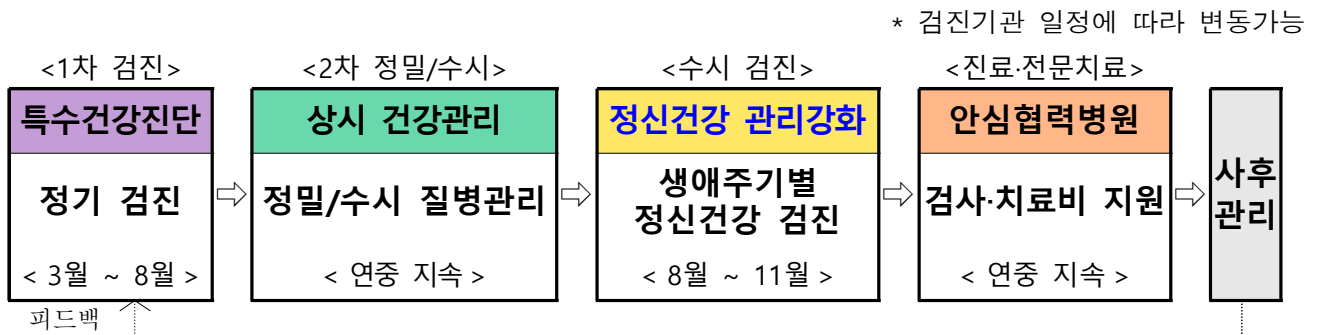 * 검진기관 일정에 따라 변동가능
<1차 검진>
특수건강진단
정기 검진
< 3월 ~ 8월 >
<2차 정밀/수시>
상시 건강관리
정밀/수시 질병관리
< 연중 지속 >
<수시 검진>
정신건강 관리강화
생애주기별
정신건강 검진
< 8월 ~ 11월 >
<진료·전문치료>
안심협력병원
검사·치료비 지원
< 연중 지속 >
사후
관리
피드백